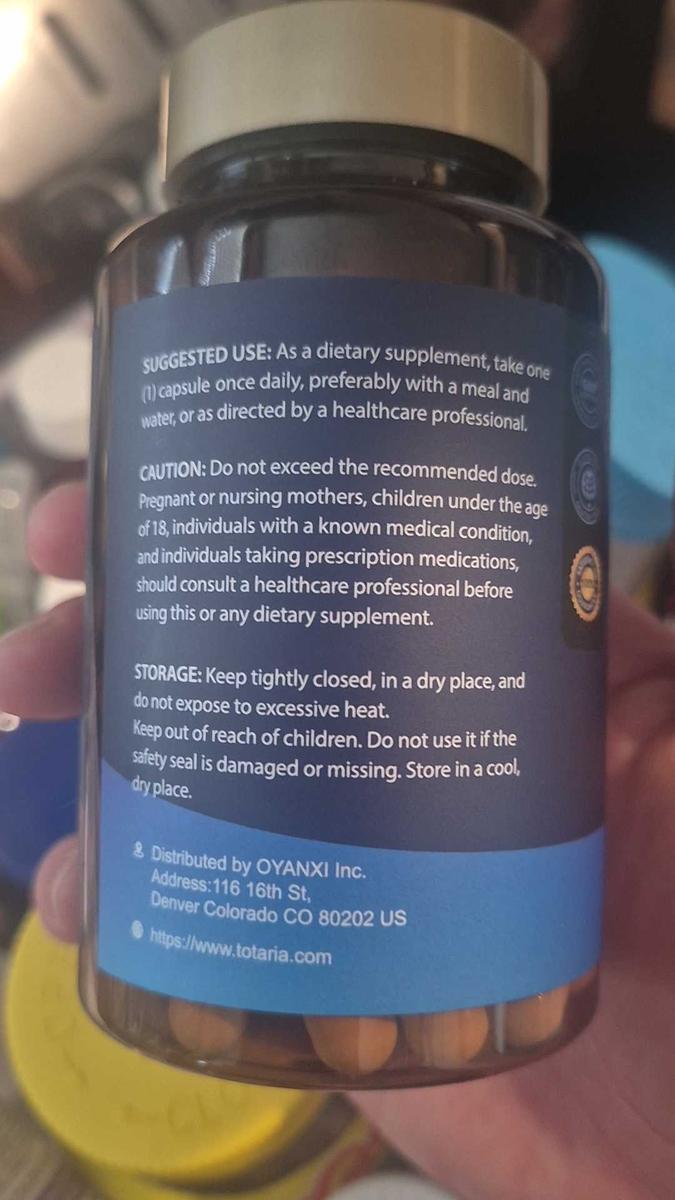 SUGGESTED USE: As a dietary supplement, take one
(1) capsule once daily, preferably with a meal and
water, or as directed by a healthcare professional.
CAUTION: Do not exceed the recommended dose.
Pregnant or nursing mothers, children under the age
of 18, individuals with a known medical condition,
and individuals taking prescription medications,
should consult a healthcare professional before
using this or any dietary supplement.
STORAGE: Keep tightly closed, in a dry place, and
do not expose to excessive heat.
Keep out of reach of children. Do not use it if the
safety seal is damaged or missing. Store in a cool,
dry place.
Distributed by OYANXI Inc.
Address:116 16th St,
Denver Colorado CO 80202 US
https://www.totaria.com